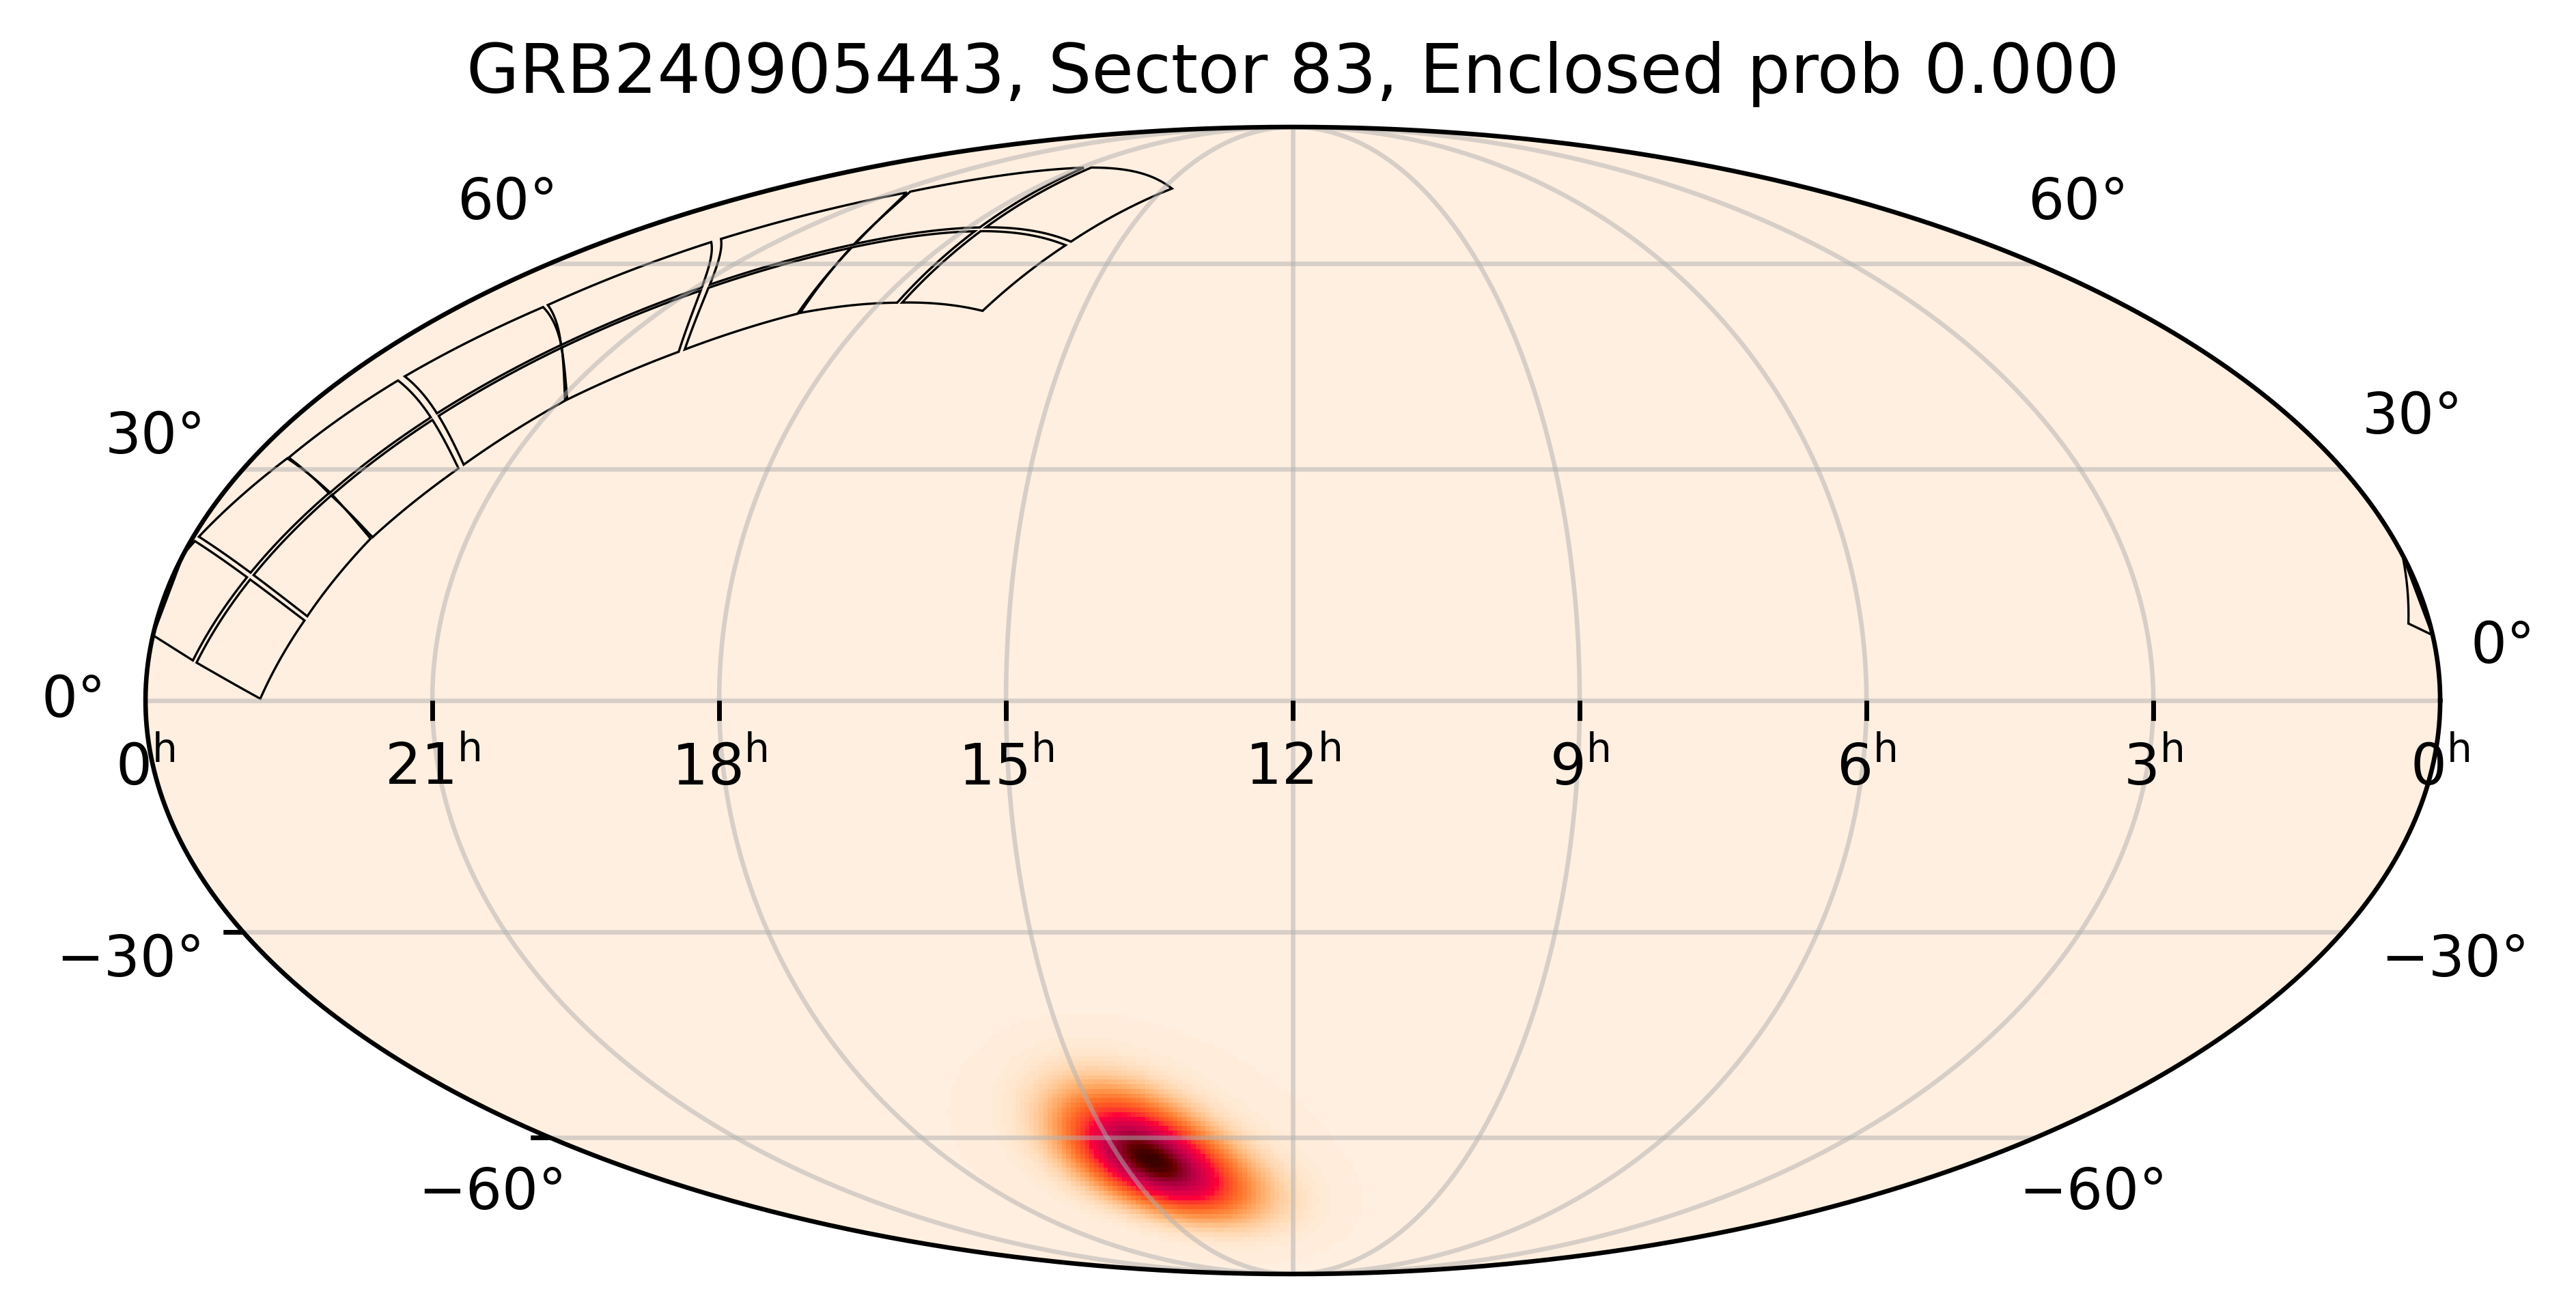 GRB240905443, Sector 83, Enclosed prob 0.000
60° 60°
30° 30°
0° 0°
0h 21h 18h 15h 12h 9h 6h 3h 0h
−30° −30°
−60° −60°